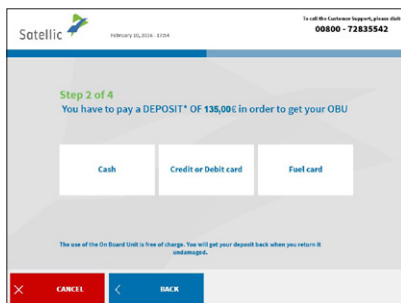 Satellic
February 10, 2016 - 17:54
To call the Customer Support, please dial:
00800 - 72835542
Step 2 of 4
You have to pay a DEPOSIT* OF 135,00€ in order to get your OBU
Cash
Credit or Debit card
Fuel card
The use of the On Board Unit is free of charge. You will get your deposit back when you return it
undamaged.
CANCEL
BACK